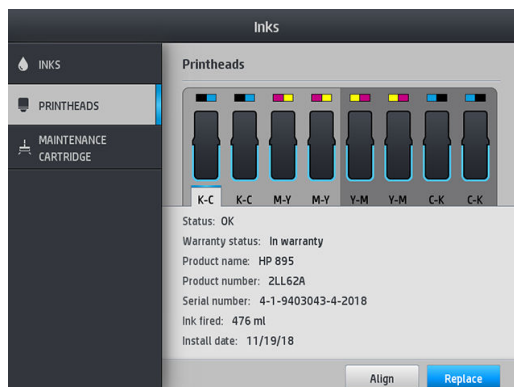 Inks
INKS
PRINTHEADS
MAINTENANCE
CARTRIDGE
Printheads
K-C K-C M-Y M-Y Y-M Y-M C-K C-K
Status: OK
Warranty status: In warranty
Product name: HP 895
Product number: 2LL62A
Serial number: 4-1-9403043-4-2018
Ink fired: 476 ml
Install date: 11/19/18
Align Replace